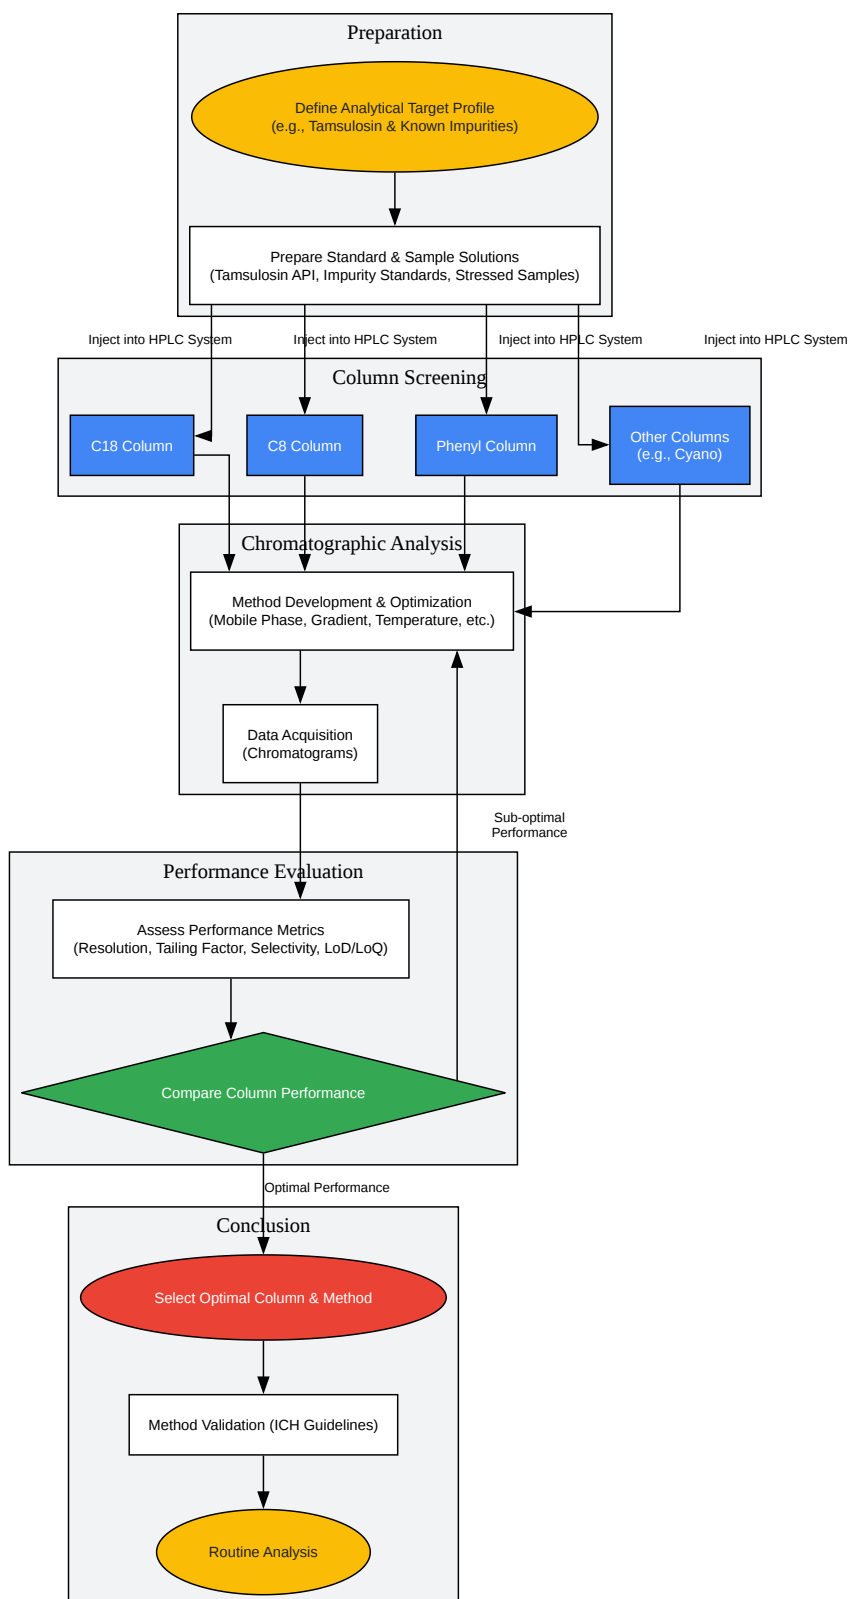 Preparation
Define Analytical Target Profile
(e.g., Tamsulosin & Known Impurities)
Prepare Standard & Sample Solutions
(Tamsulosin API, Impurity Standards, Stressed Samples)
Inject into HPLC System
Inject into HPLC System
Inject into HPLC System
Inject into HPLC System
Column Screening
C18 Column
C8 Column
Phenyl Column
Other Columns
(e.g., Cyano)
Chromatographic Analysis
Method Development & Optimization
(Mobile Phase, Gradient, Temperature, etc.)
Data Acquisition
(Chromatograms)
Sub-optimal
Performance
Performance Evaluation
Assess Performance Metrics
(Resolution, Tailing Factor, Selectivity, LoD/LoQ)
Compare Column Performance
Optimal Performance
Conclusion
Select Optimal Column & Method
Method Validation (ICH Guidelines)
Routine Analysis